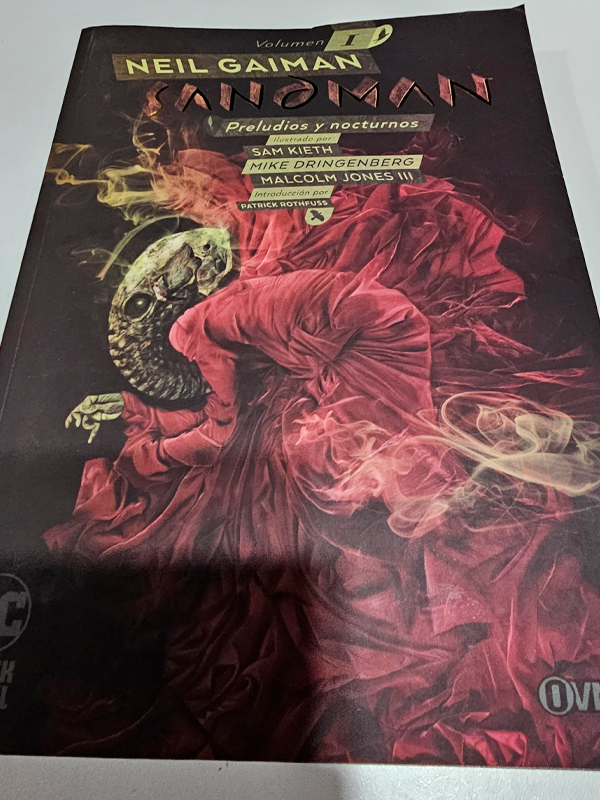 Volumen I
NEIL GAIMAN
SANDMAN
Preludios y nocturnos
Ilustrado por
SAM KIETH
MIKE DRINGENBERG
MALCOLM JONES III
Introducción por
PATRICK ROTHFUSS